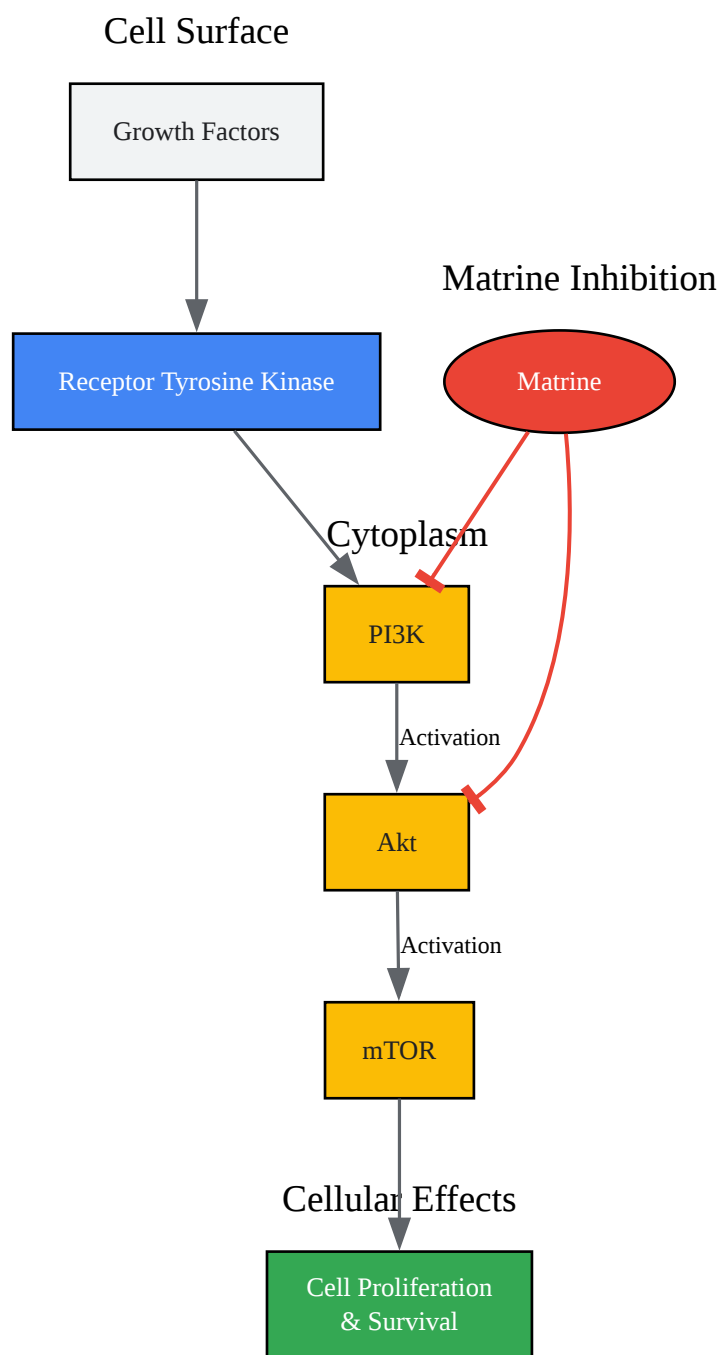 Cell Surface
Growth Factors
Matrine Inhibition
Receptor Tyrosine Kinase
Matrine
Cytoplasm
PI3K
Activation
Akt
Activation
mTOR
Cellular Effects
Cell Proliferation
& Survival